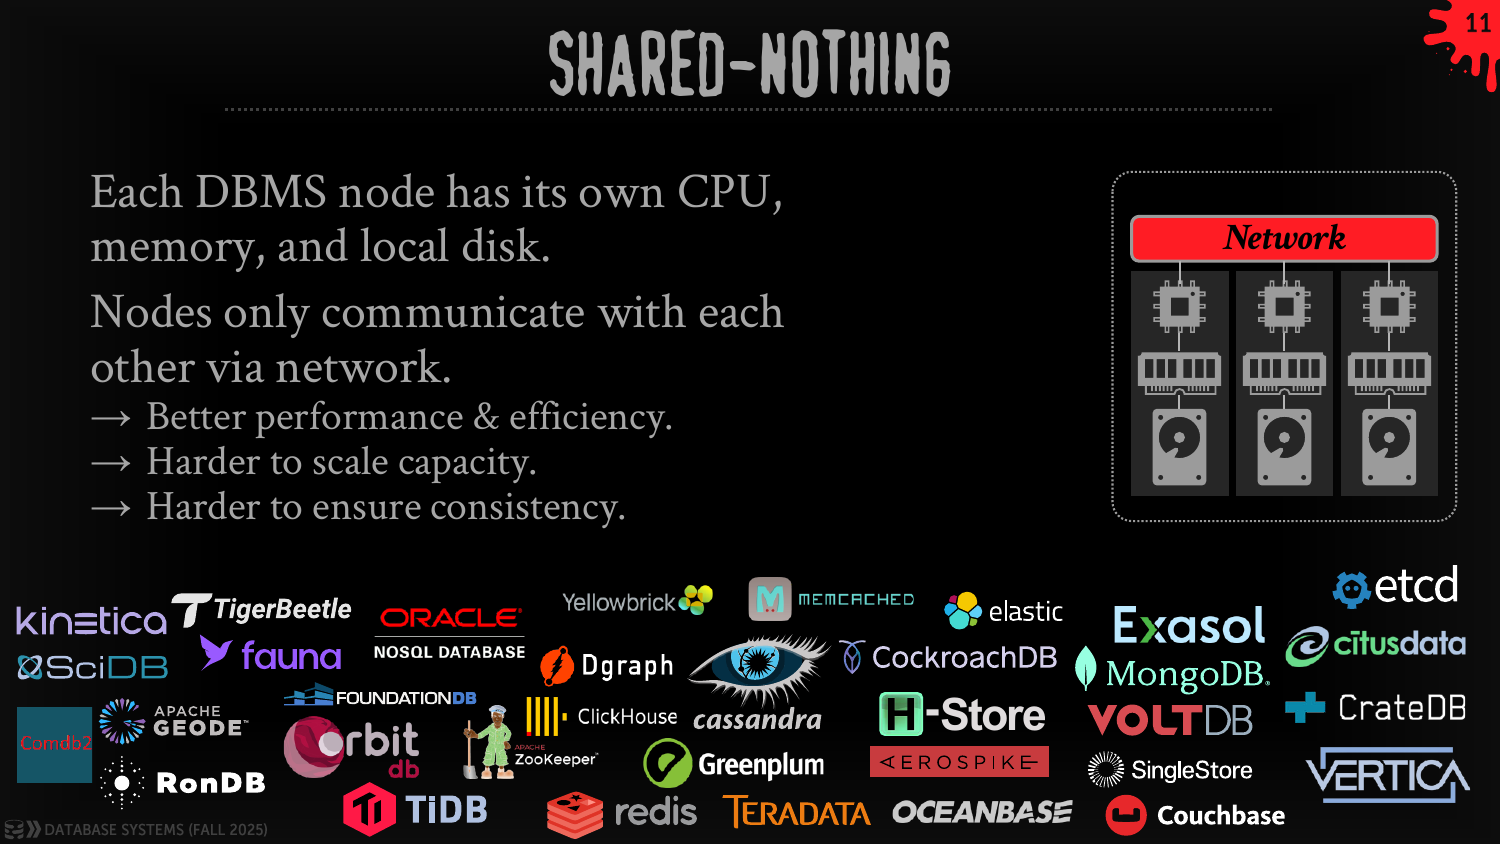 11
SHARED-NOTHING
Each DBMS node has its own CPU,
memory, and local disk.
Nodes only communicate with each
other via network.
→ Better performance & efficiency.
→ Harder to scale capacity.
→ Harder to ensure consistency.
Network
kinetica
TigerBeetle
ORACLE
NOSQL DATABASE
Yellowbrick
MEMCACHED
elastic
Exasol
etcd
SciDB
fauna
Dgraph
cassandra
CockroachDB
MongoDB
citusdata
APACHE
GEODE™
FOUNDATIONDB
ClickHouse
H-Store
VOLTDB
CrateDB
Comdb2
Orbit
db
APACHE
ZooKeeper™
Greenplum
AEROSPIKE
SingleStore
VERTICA
RonDB
TiDB
redis
TERADATA
OCEANBASE
Couchbase
DATABASE SYSTEMS (FALL 2025)